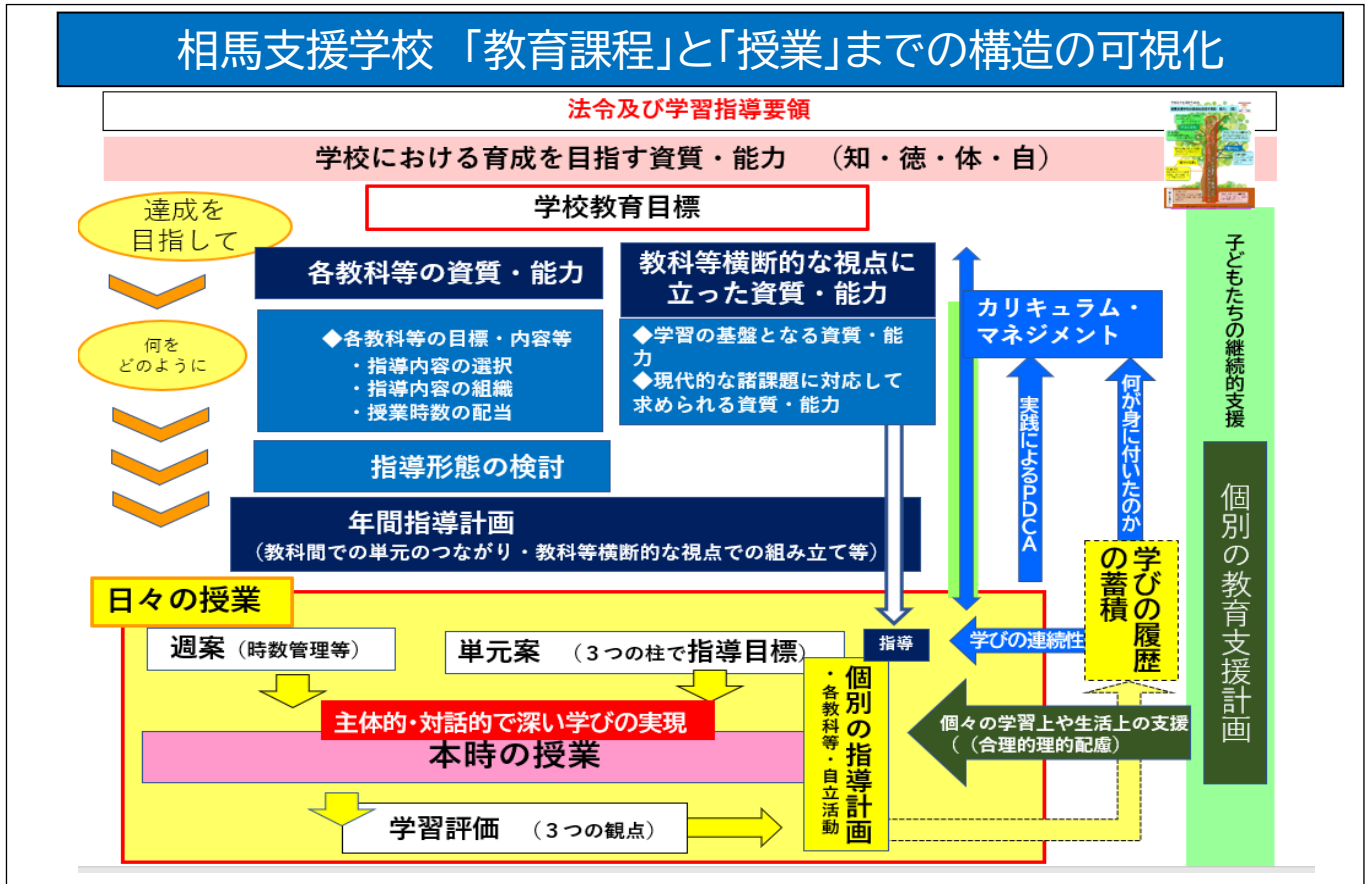 相馬支援学校 「教育課程」と「授業」までの構造の可視化
法令及び学習指導要領
学校における育成を目指す資質・能力 (知・徳・体・自)
学校教育目標
達成を
目指して
各教科等の資質・能力
教科等横断的な視点に
立った資質・能力
何を
どのように
◆各教科等の目標・内容等
・指導内容の選択
・指導内容の組織
・授業時数の配当
◆学習の基盤となる資質・能
力
◆現代的な諸課題に対応して
求められる資質・能力
カリキュラム・
マネジメント
指導形態の検討
年間指導計画
(教科間での単元のつながり・教科等横断的な視点での組み立て等)
実践によるPDCA
何が身に付いたのか
子どもたちの継続的支援
個別の教育支援計画
日々の授業
週案 (時数管理等)
単元案 (3つの柱で指導目標)
指導
学びの連続性
学びの履歴
の蓄積
主体的・対話的で深い学びの実現
本時の授業
個別の指導計画
・各教科等・自立活動
個々の学習上や生活上の支援
((合理的理的配慮)
学習評価 (3つの観点)